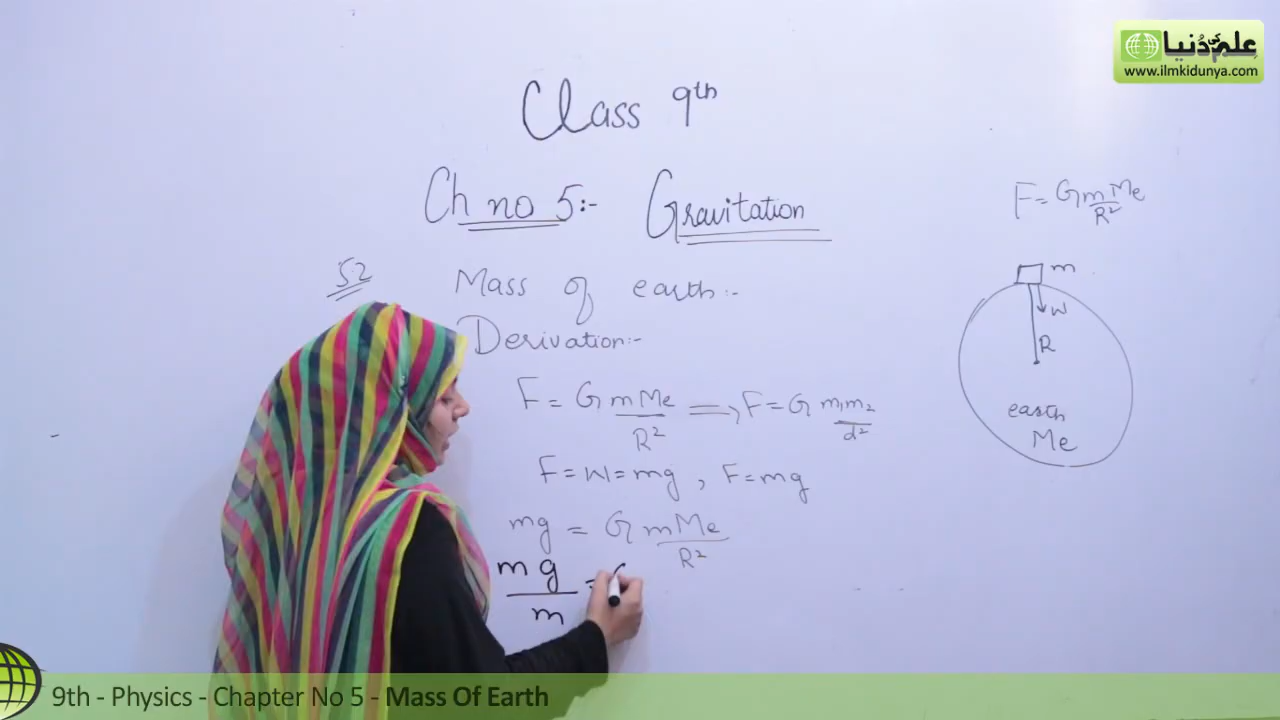 علم کی دنیا
www.ilmkidunya.com
Class 9th
Ch no 5:- Gravitation
5.2 Mass of earth:-
Derivation:-
F = G mMe/R² => F = G m₁m₂/d²
F = W = mg , F = mg
mg = G mMe/R²
mg/m =
F = G mMe/R²
m
W
R
earth
Me
9th - Physics - Chapter No 5 - Mass Of Earth